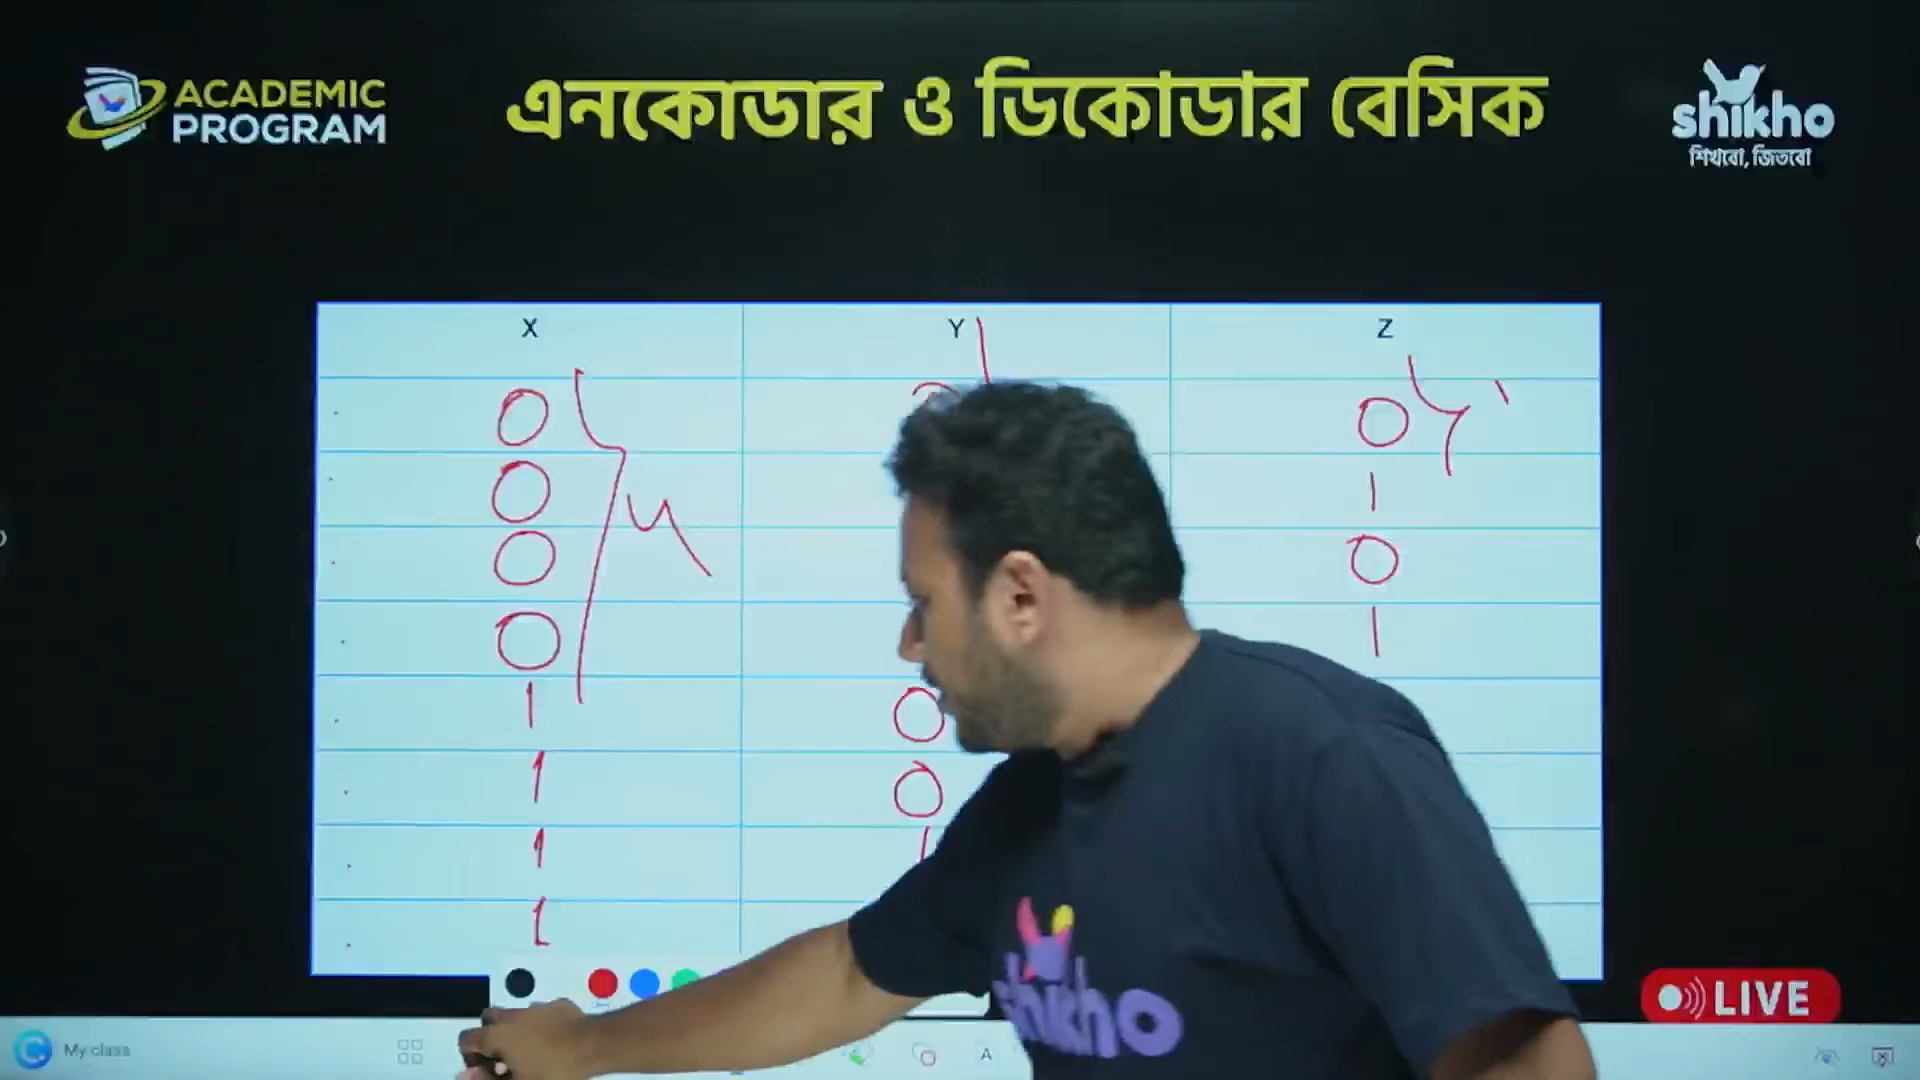 ACADEMIC
PROGRAM
এনকোডার ও ডিকোডার বেসিক
shikho
শিখবো, জিতবো
X Y Z
0 0
0 1
0 0
0 1
1 0
1 0
1 1
1
LIVE
My class
A
shikho